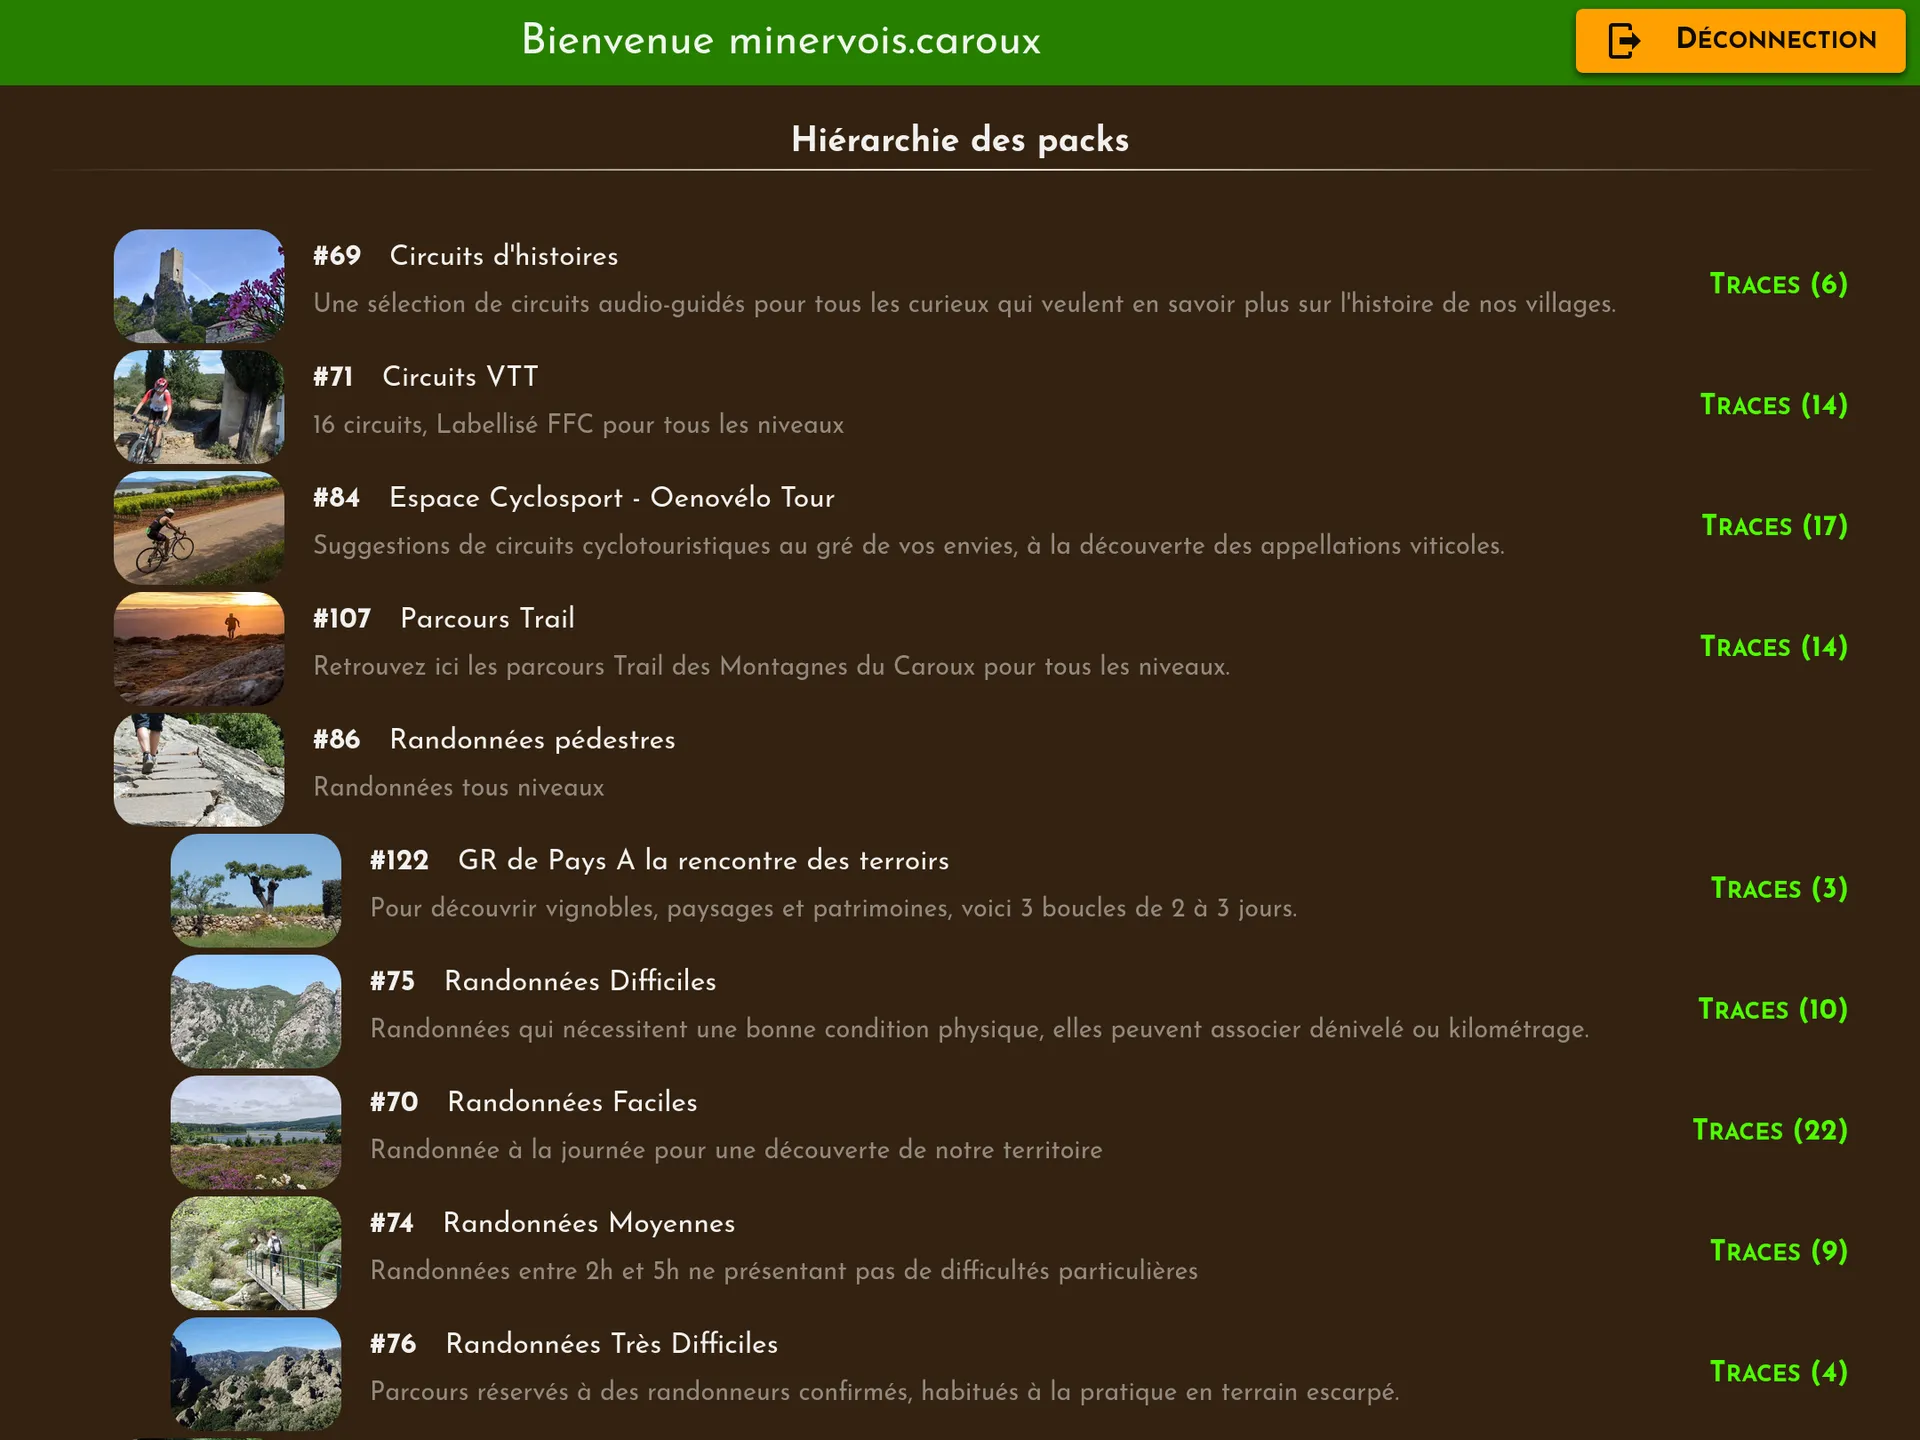 Bienvenue minervois.caroux
Déconnection
Hiérarchie des packs
#69 Circuits d'histoires
Une sélection de circuits audio-guidés pour tous les curieux qui veulent en savoir plus sur l'histoire de nos villages.
Traces (6)
#71 Circuits VTT
16 circuits, Labellisé FFC pour tous les niveaux
Traces (14)
#84 Espace Cyclosport - Oenovélo Tour
Suggestions de circuits cyclotouristiques au gré de vos envies, à la découverte des appellations viticoles.
Traces (17)
#107 Parcours Trail
Retrouvez ici les parcours Trail des Montagnes du Caroux pour tous les niveaux.
Traces (14)
#86 Randonnées pédestres
Randonnées tous niveaux
#122 GR de Pays A la rencontre des terroirs
Pour découvrir vignobles, paysages et patrimoines, voici 3 boucles de 2 à 3 jours.
Traces (3)
#75 Randonnées Difficiles
Randonnées qui nécessitent une bonne condition physique, elles peuvent associer dénivelé ou kilométrage.
Traces (10)
#70 Randonnées Faciles
Randonnée à la journée pour une découverte de notre territoire
Traces (22)
#74 Randonnées Moyennes
Randonnées entre 2h et 5h ne présentant pas de difficultés particulières
Traces (9)
#76 Randonnées Très Difficiles
Parcours réservés à des randonneurs confirmés, habitués à la pratique en terrain escarpé.
Traces (4)